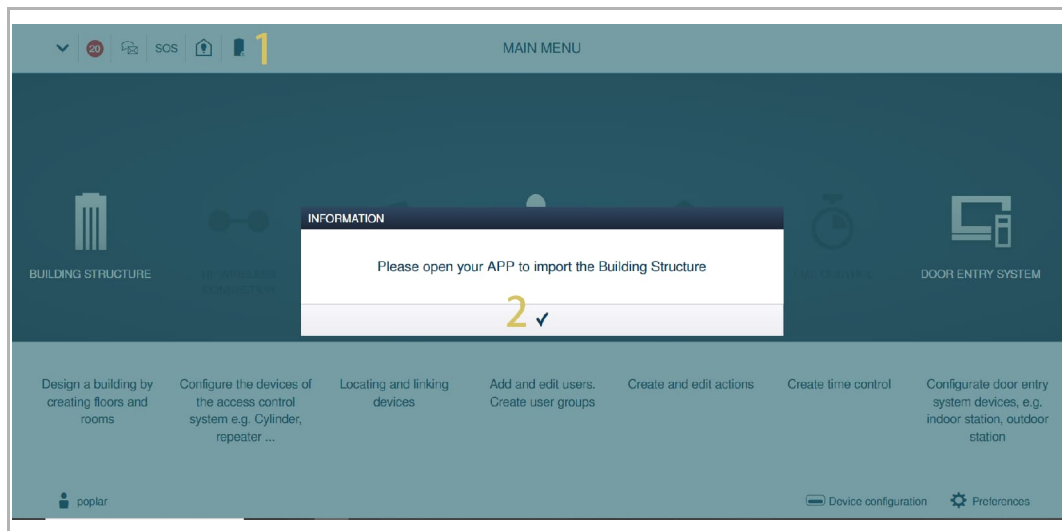 20
SOS
1
MAIN MENU
INFORMATION
Please open your APP to import the Building Structure
2
BUILDING STRUCTURE
DOOR ENTRY SYSTEM
Design a building by
creating floors and
rooms
Configure the devices of
the access control
system e.g. Cylinder,
repeater ...
Locating and linking
devices
Add and edit users.
Create user groups
Create and edit actions
Create time control
Configurate door entry
system devices, e.g.
indoor station, outdoor
station
poplar
Device configuration
Preferences